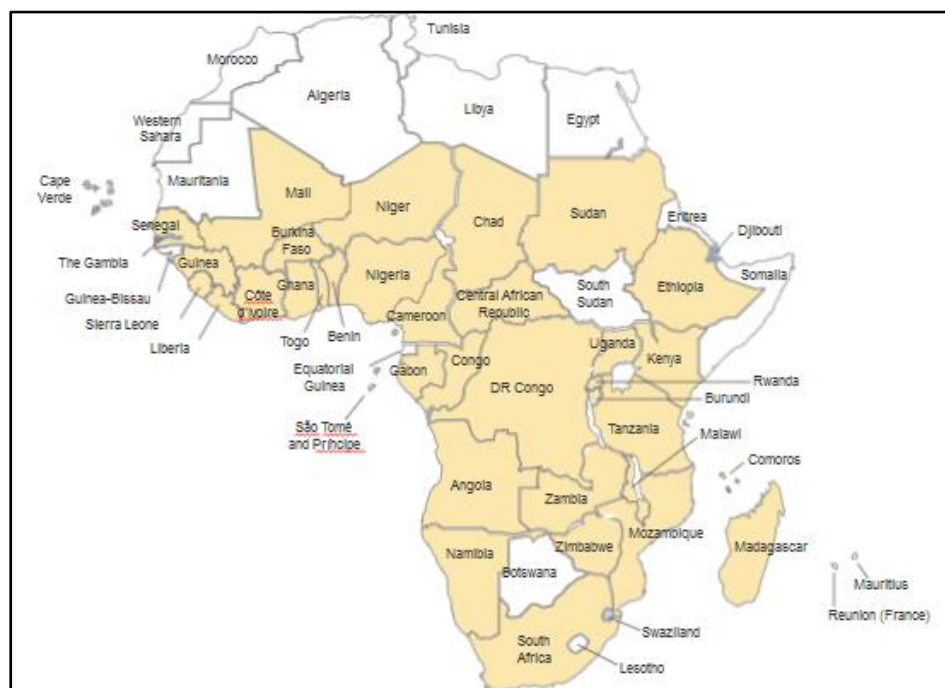 Tunisia
Morocco
Algeria
Libya
Egypt
Western
Sahara
Mauritania
Cape
Verde
Mali
Niger
Chad
Sudan
Eritrea
Djibouti
Senegal
Burkina
Faso
The Gambia
Guinea
Nigeria
Somalia
South
Sudan
Ethiopia
Guinea-Bissau
Ghana
Côte
d'Ivoire
Central African
Republic
Cameroon
Sierra Leone
Liberia
Togo
Benin
Uganda
Kenya
Equatorial
Guinea
Gabon
Congo
DR Congo
Rwanda
Burundi
São Tomé
and Príncipe
Tanzania
Malawi
Comoros
Angola
Zambia
Mozambique
Zimbabwe
Madagascar
Namibia
Botswana
Mauritius
Reunion (France)
Swaziland
South
Africa
Lesotho